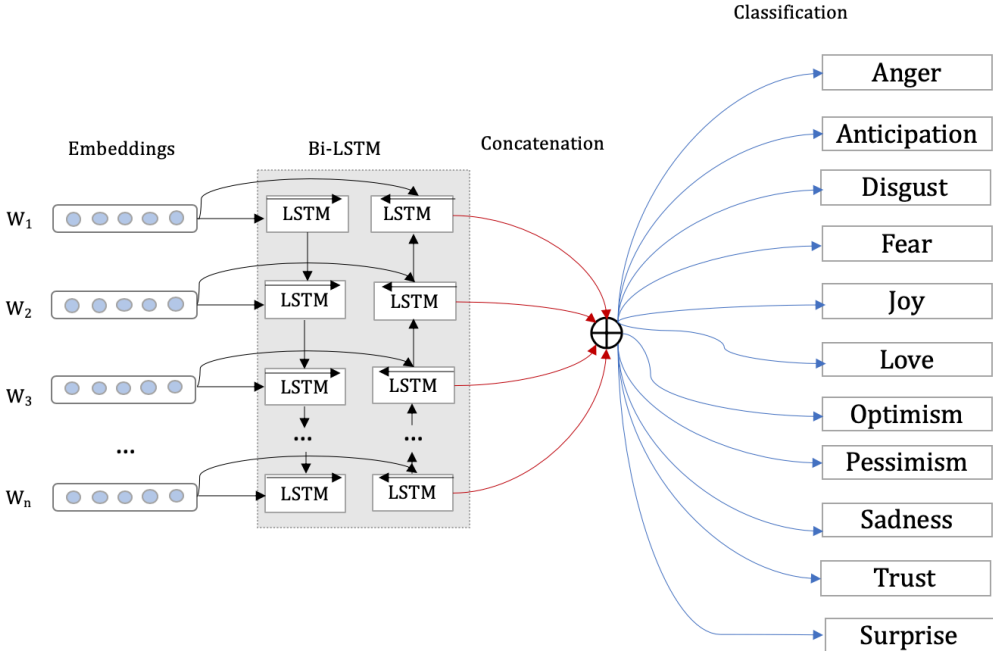 Classification
Embeddings
Bi-LSTM
Concatenation
W1
LSTM
LSTM
W2
LSTM
LSTM
W3
LSTM
LSTM
...
...
...
Wn
LSTM
LSTM
Anger
Anticipation
Disgust
Fear
Joy
Love
Optimism
Pessimism
Sadness
Trust
Surprise